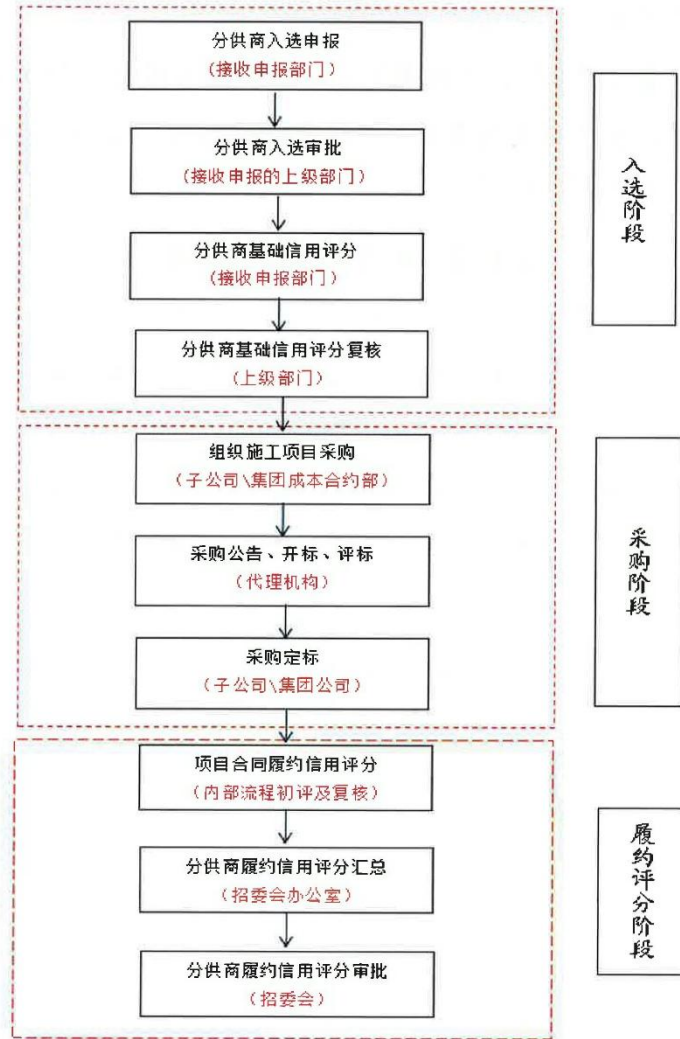 分供商入选申报
(接收申报部门)
分供商入选审批
(接收申报的上级部门)
分供商基础信用评分
(接收申报部门)
分供商基础信用评分复核
(上级部门)
入选阶段
组织施工项目采购
(子公司\集团成本合约部)
采购公告、开标、评标
(代理机构)
采购定标
(子公司\集团公司)
采购阶段
项目合同履约信用评分
(内部流程初评及复核)
分供商履约信用评分汇总
(招委会办公室)
分供商履约信用评分审批
(招委会)
履约评分阶段